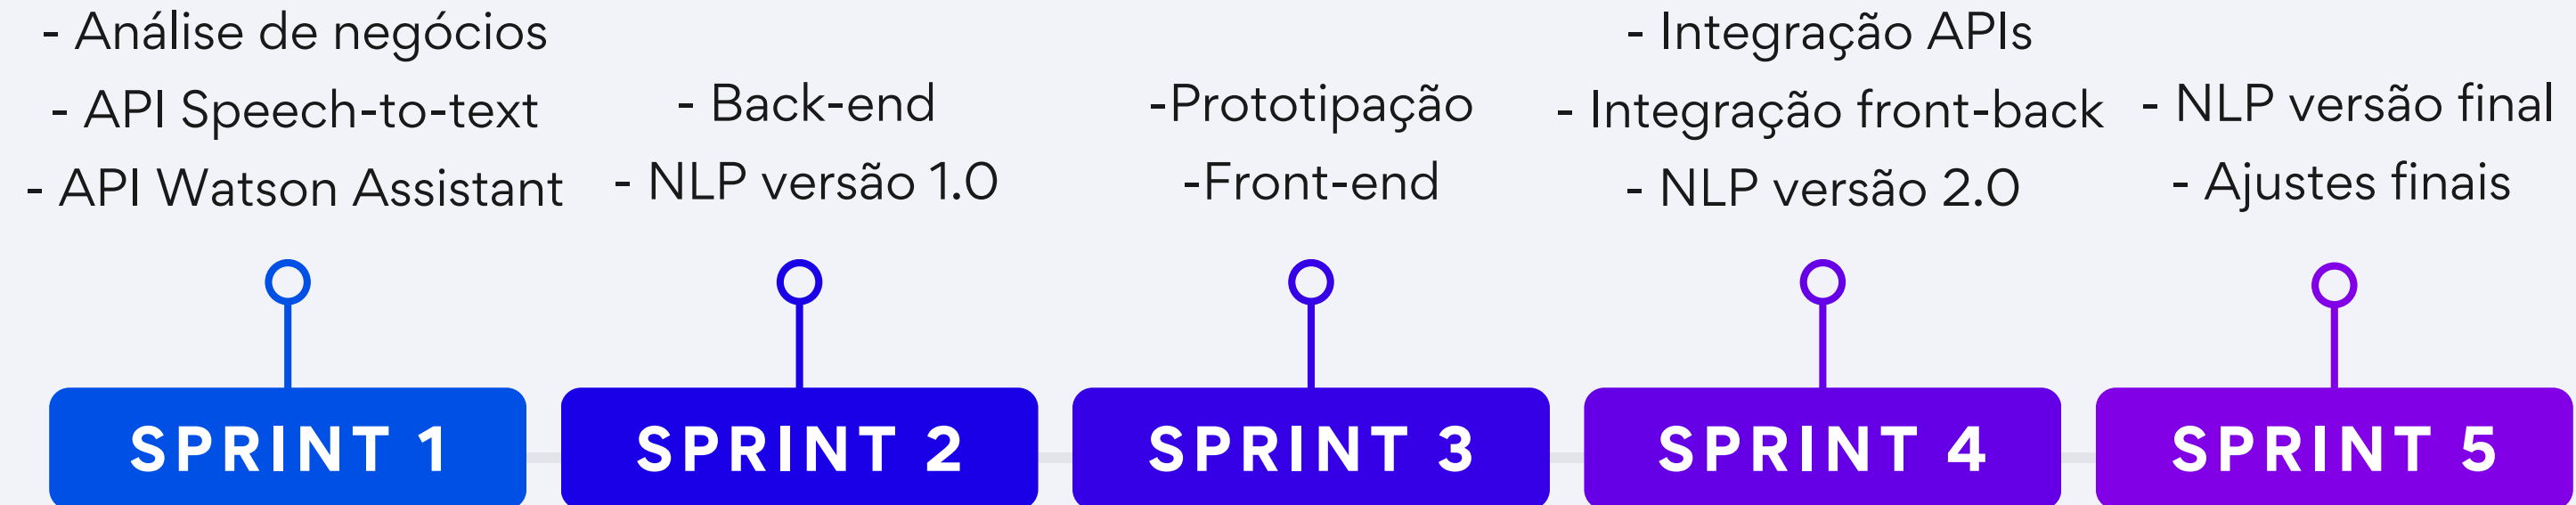 - Análise de negócios
- API Speech-to-text
- API Watson Assistant
- Back-end
- NLP versão 1.0
-Prototipação
-Front-end
- Integração APIs
- Integração front-back
- NLP versão 2.0
- NLP versão final
- Ajustes finais
SPRINT 1
SPRINT 2
SPRINT 3
SPRINT 4
SPRINT 5